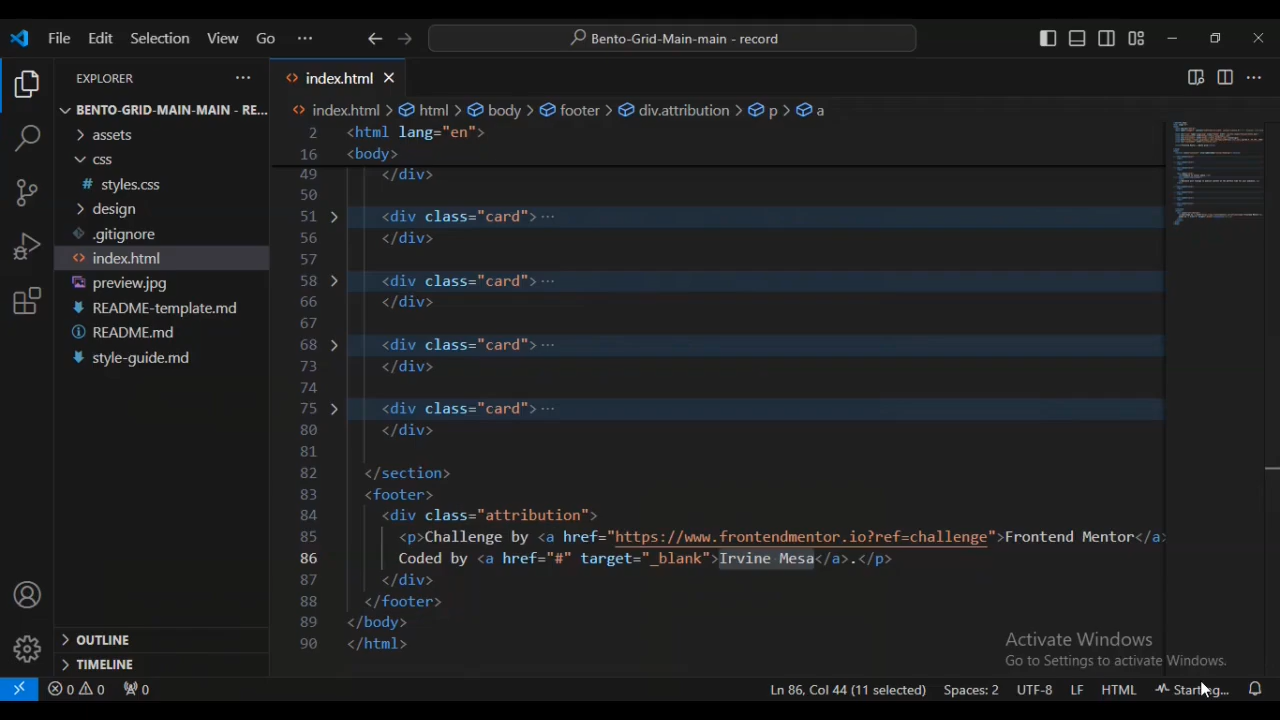 File Edit Selection View Go ··· Bento-Grid-Main-main - record
EXPLORER ···
BENTO-GRID-MAIN-MAIN - RE...
assets
css
# styles.css
design
.gitignore
index.html
preview.jpg
README-template.md
README.md
style-guide.md
OUTLINE
TIMELINE
index.html
index.html > html > body > footer > div.attribution > p > a
2 <html lang="en">
16 <body>
49 </div>
50
51 <div class="card">···
56 </div>
57
58 <div class="card">···
66 </div>
67
68 <div class="card">···
73 </div>
74
75 <div class="card">···
80 </div>
81
82 </section>
83 <footer>
84 <div class="attribution">
85 <p>Challenge by <a href="https://www.frontendmentor.io?ref=challenge">Frontend Mentor</a>
86 Coded by <a href="#" target="_blank">Irvine Mesa</a>.</p>
87 </div>
88 </footer>
89 </body>
90 </html>
Activate Windows
Go to Settings to activate Windows.
0 0 0 Ln 86, Col 44 (11 selected) Spaces: 2 UTF-8 LF HTML Starting...